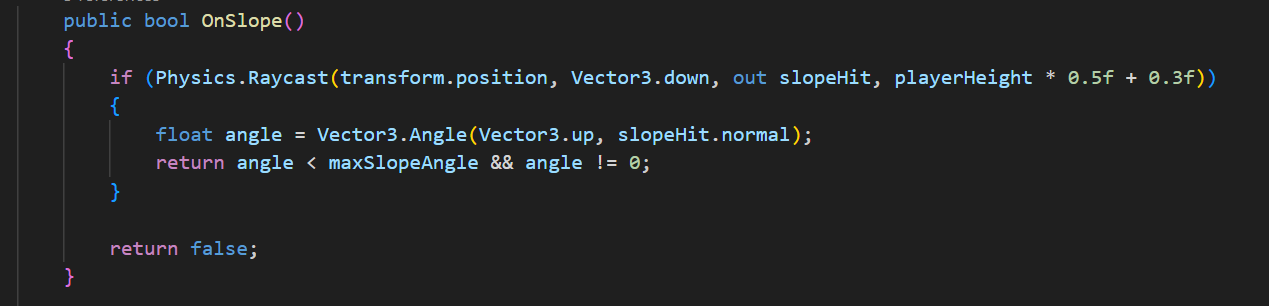 public bool OnSlope()
{
if (Physics.Raycast(transform.position, Vector3.down, out slopeHit, playerHeight * 0.5f + 0.3f))
{
float angle = Vector3.Angle(Vector3.up, slopeHit.normal);
return angle < maxSlopeAngle && angle != 0;
}
return false;
}